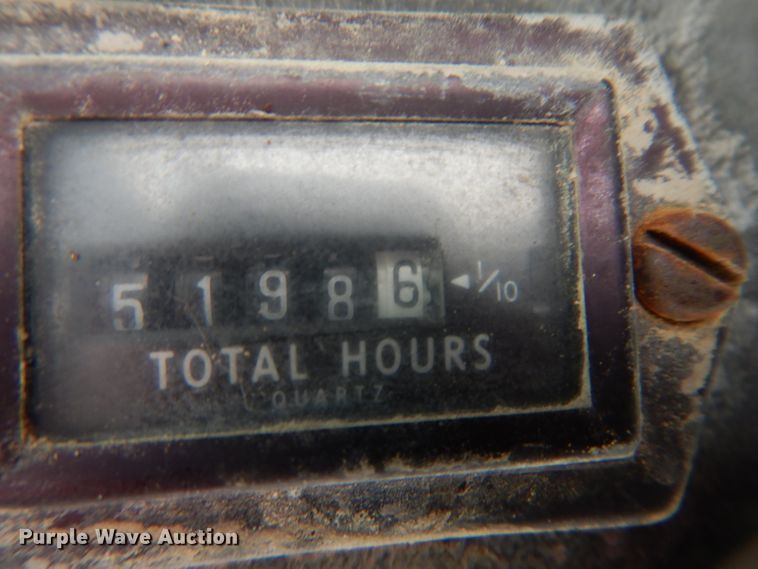 51986 ◄ 1/10
TOTAL HOURS
QUARTZ
Purple Wave Auction